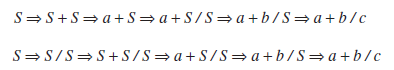 S ⇒ S + S ⇒ a + S ⇒ a + S / S ⇒ a + b / S ⇒ a + b / c
S ⇒ S / S ⇒ S + S / S ⇒ a + S / S ⇒ a + b / S ⇒ a + b / c